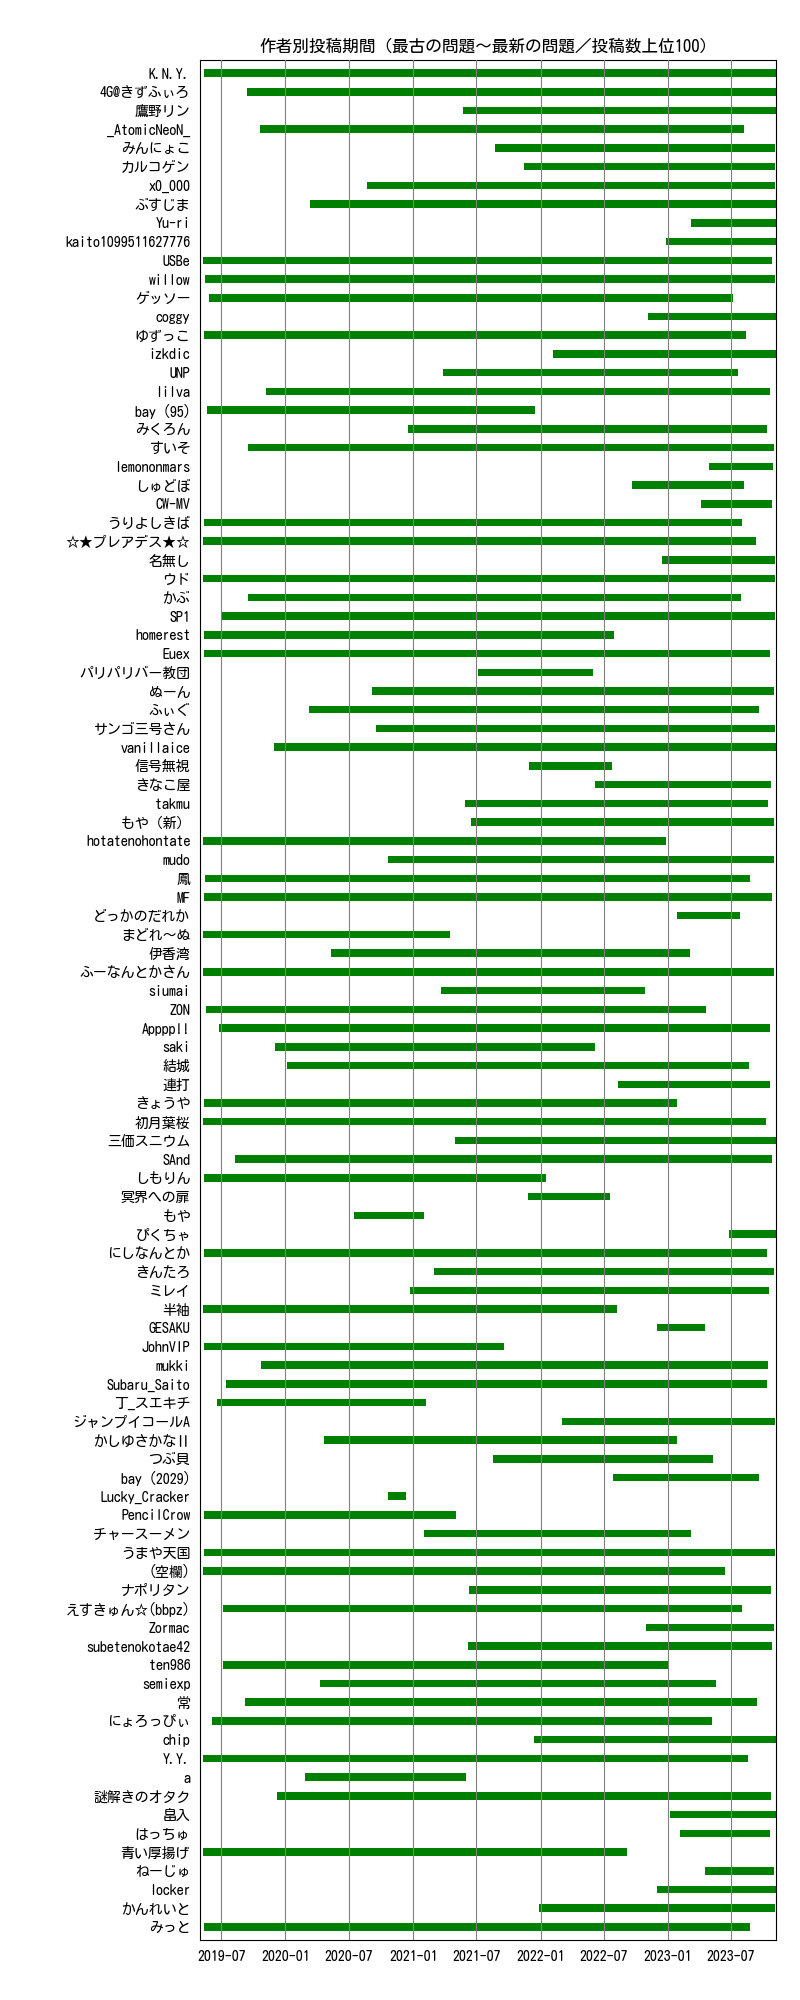 作者別投稿期間（最古の問題～最新の問題／投稿数上位100）
K.N.Y.
4G@きずふぃろ
鷹野リン
_AtomicNeoN_
みんにょこ
カルコゲン
x0_000
ぶすじま
Yu-ri
kaito1099511627776
USBe
willow
ゲッソー
coggy
ゆずっこ
izkdic
UNP
lilva
bay (95)
みくろん
すいそ
lemononmars
しゅどぼ
CW-MV
うりよしきば
☆★プレアデス★☆
名無し
ウド
かぶ
SP1
homerest
Euex
パリパリバー教団
ぬーん
ふぃぐ
サンゴ三号さん
vanillaice
信号無視
きなこ屋
takmu
もや（新）
hotatenohontate
mudo
鳳
MF
どっかのだれか
まどれ～ぬ
伊香湾
ふーなんとかさん
siumai
ZON
Appppll
saki
結城
連打
きょうや
初月葉桜
三価スニウム
SAnd
しもりん
冥界への扉
もや
ぴくちゃ
にしなんとか
きんたろ
ミレイ
半袖
GESAKU
JohnVIP
mukki
Subaru_Saito
丁_スエキチ
ジャンプイコールA
かしゆさかなⅡ
つぶ貝
bay (2029)
Lucky_Cracker
PencilCrow
チャースーメン
うまや天国
(空欄)
ナポリタン
えすきゅん☆(bbpz)
Zormac
subetenokotae42
ten986
semiexp
常
にょろっぴぃ
chip
Y.Y.
a
謎解きのオタク
畠入
はっちゅ
青い厚揚げ
ねーじゅ
locker
かんれいと
みっと
2019-07 2020-01 2020-07 2021-01 2021-07 2022-01 2022-07 2023-01 2023-07